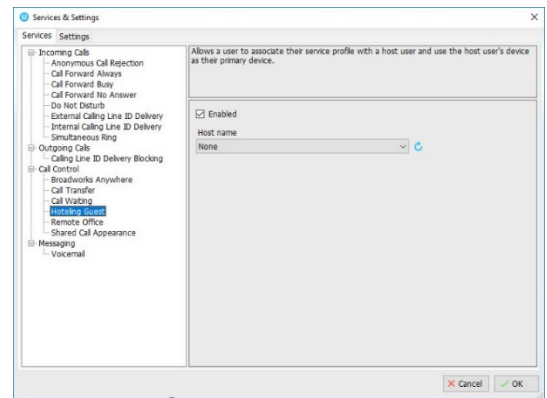 Services & Settings
Services Settings
Incoming Calls
Anonymous Call Rejection
Call Forward Always
Call Forward Busy
Call Forward No Answer
Do Not Disturb
External Calling Line ID Delivery
Internal Calling Line ID Delivery
Simultaneous Ring
Outgoing Calls
Calling Line ID Delivery Blocking
Call Control
Broadworks Anywhere
Call Transfer
Call Waiting
Hoteling Guest
Remote Office
Shared Call Appearance
Messaging
Voicemail
Allows a user to associate their service profile with a host user and use the host user's device
as their primary device.
Enabled
Host name
None
Cancel OK